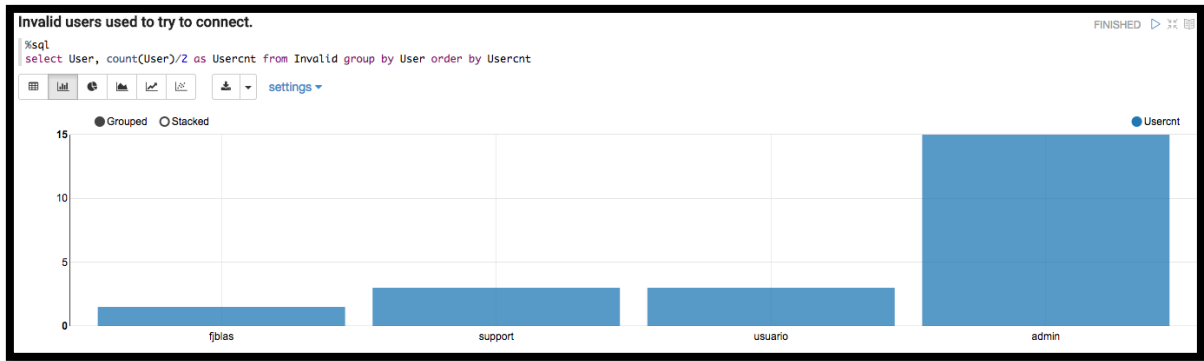 Invalid users used to try to connect.
FINISHED
%sql
select User, count(User)/2 as Usercnt from Invalid group by User order by Usercnt
settings
Grouped Stacked
Usercnt
15
10
5
0
fjblas support usuario admin